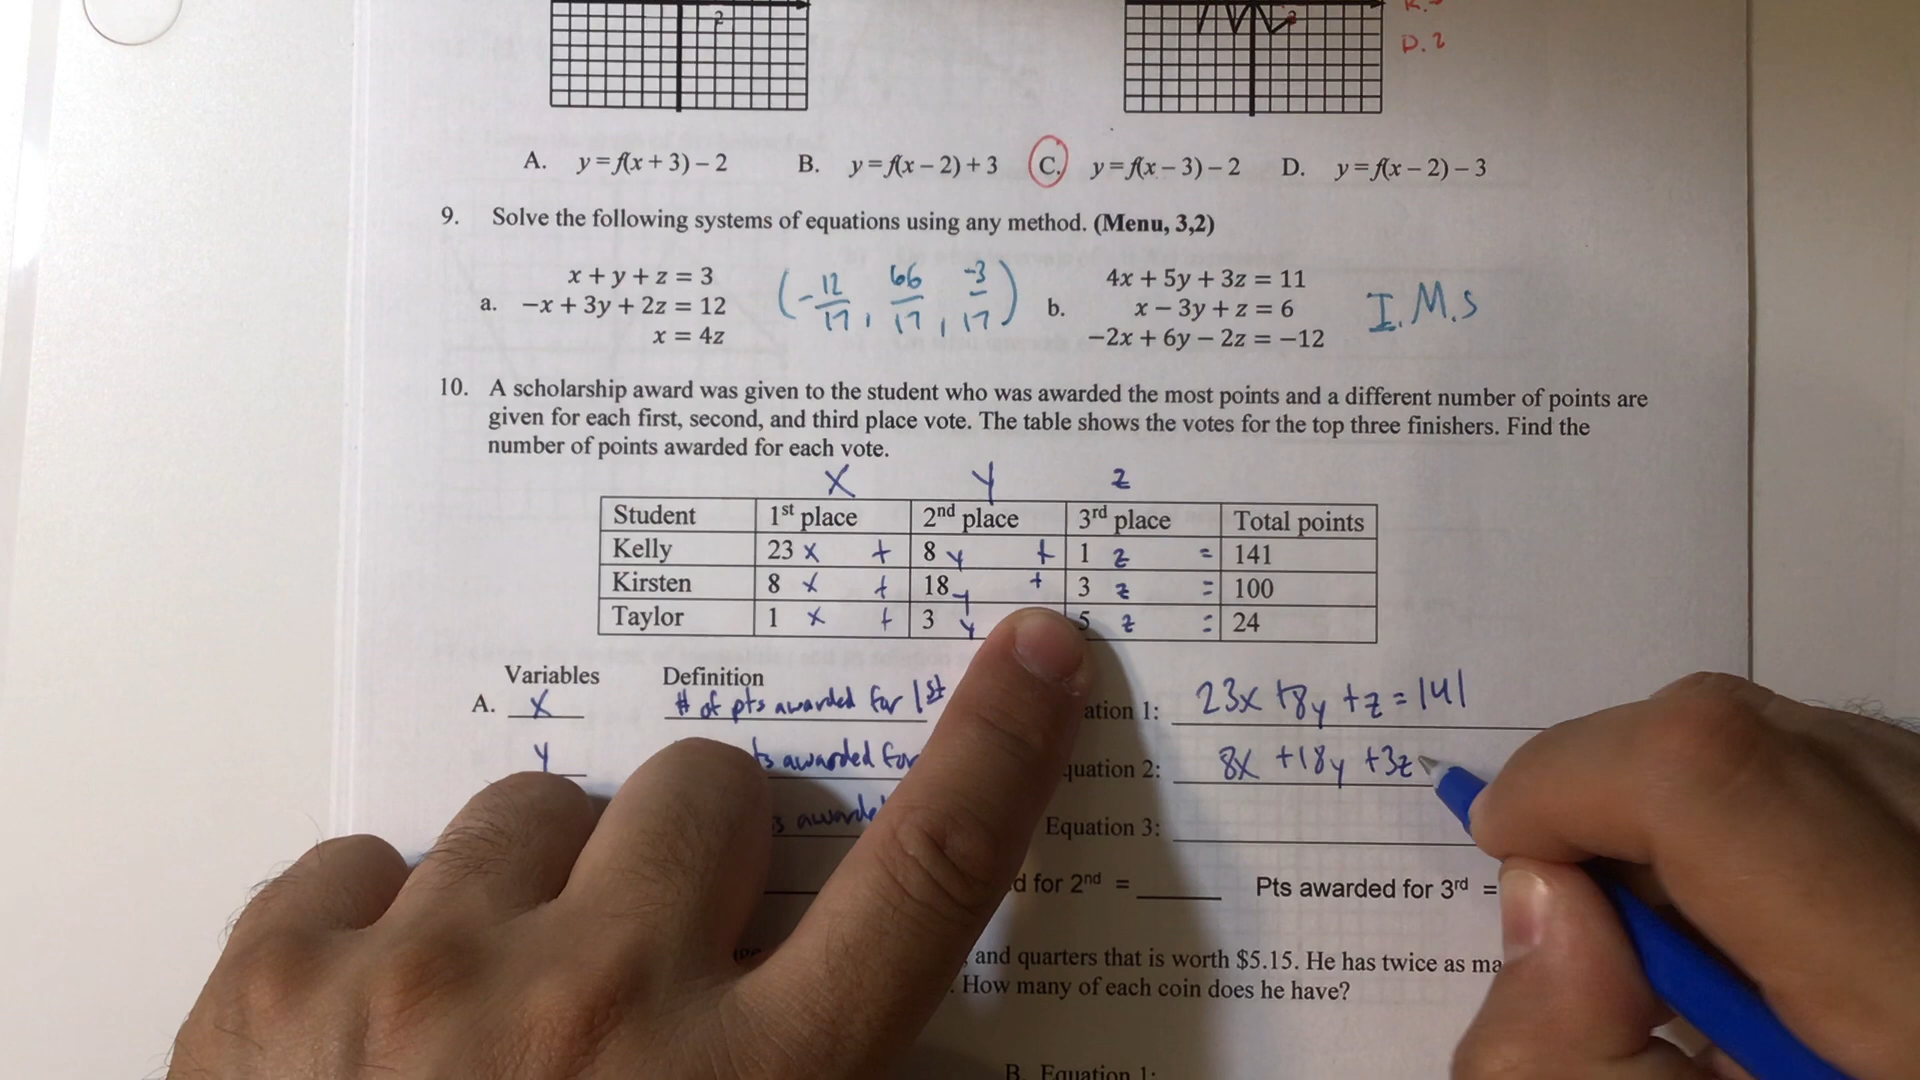 2
2
D. 2
A. y = f(x + 3) – 2 B. y = f(x – 2) + 3 C. y = f(x – 3) – 2 D. y = f(x – 2) – 3
9. Solve the following systems of equations using any method. (Menu, 3,2)
x + y + z = 3
a. −x + 3y + 2z = 12
x = 4z
(-12/17, 66/17, -3/17)
4x + 5y + 3z = 11
b. x − 3y + z = 6
−2x + 6y − 2z = −12
I.M.S
10. A scholarship award was given to the student who was awarded the most points and a different number of points are
given for each first, second, and third place vote. The table shows the votes for the top three finishers. Find the
number of points awarded for each vote.
X Y Z
Student 1st place 2nd place 3rd place Total points
Kelly 23 x + 8 y + 1 z = 141
Kirsten 8 x + 18 y + 3 z = 100
Taylor 1 x + 3 y 5 z = 24
Variables Definition
A. X # of pts awarded for 1st
ation 1: 23x + 8y + z = 141
y ts awarded for
quation 2: 8x + 18y + 3z
Equation 3:
d for 2nd = Pts awarded for 3rd =
and quarters that is worth $5.15. He has twice as ma
. How many of each coin does he have?
B. Equation 1: